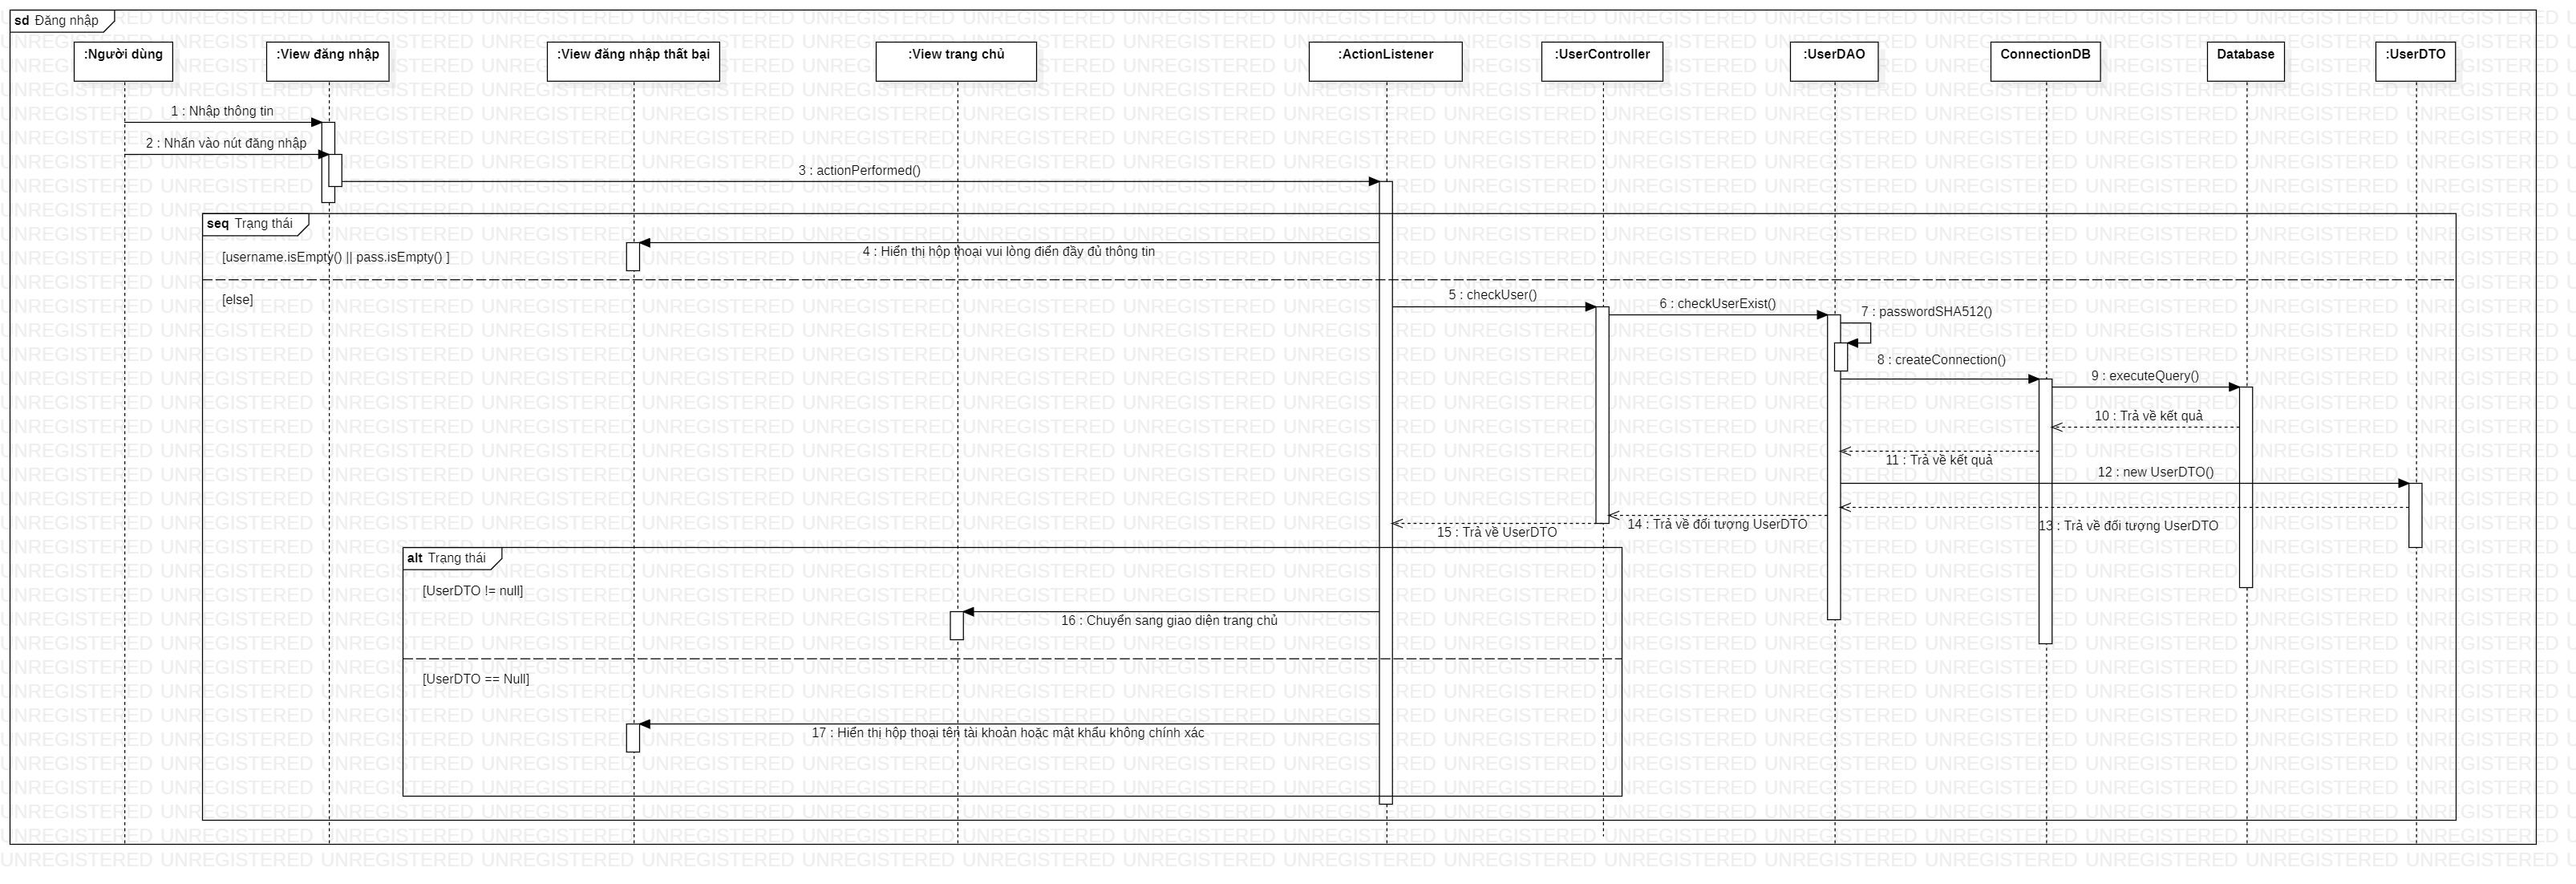 sd Đăng nhập
:Người dùng
:View đăng nhập
:View đăng nhập thất bại
:View trang chủ
:ActionListener
:UserController
:UserDAO
ConnectionDB
Database
:UserDTO
1 : Nhập thông tin
2 : Nhấn vào nút đăng nhập
3 : actionPerformed()
seq Trạng thái
[username.isEmpty() || pass.isEmpty() ]
4 : Hiển thị hộp thoại vui lòng điển đầy đủ thông tin
[else]
5 : checkUser()
6 : checkUserExist()
7 : passwordSHA512()
8 : createConnection()
9 : executeQuery()
10 : Trả về kết quả
11 : Trả về kết quả
12 : new UserDTO()
13 : Trả về đối tượng UserDTO
14 : Trả về đối tượng UserDTO
15 : Trả về UserDTO
alt Trạng thái
[UserDTO != null]
16 : Chuyển sang giao diện trang chủ
[UserDTO == Null]
17 : Hiển thị hộp thoại tên tài khoản hoặc mật khẩu không chính xác
UNREGISTERED